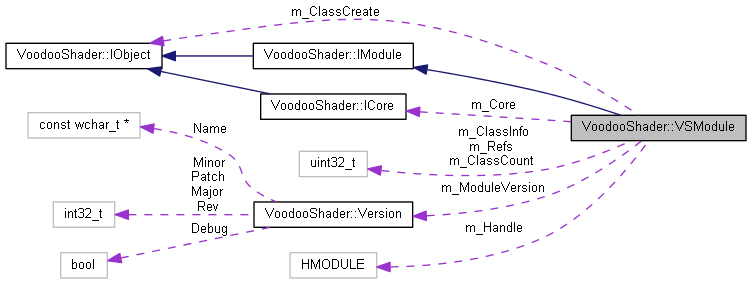 m_ClassCreate
VoodooShader::IObject
VoodooShader::IModule
VoodooShader::ICore
m_Core
const wchar_t *
Name
m_ClassInfo
m_Refs
m_ClassCount
VoodooShader::VSModule
uint32_t
Minor
Patch
Major
Rev
m_ModuleVersion
int32_t
VoodooShader::Version
m_Handle
Debug
bool
HMODULE